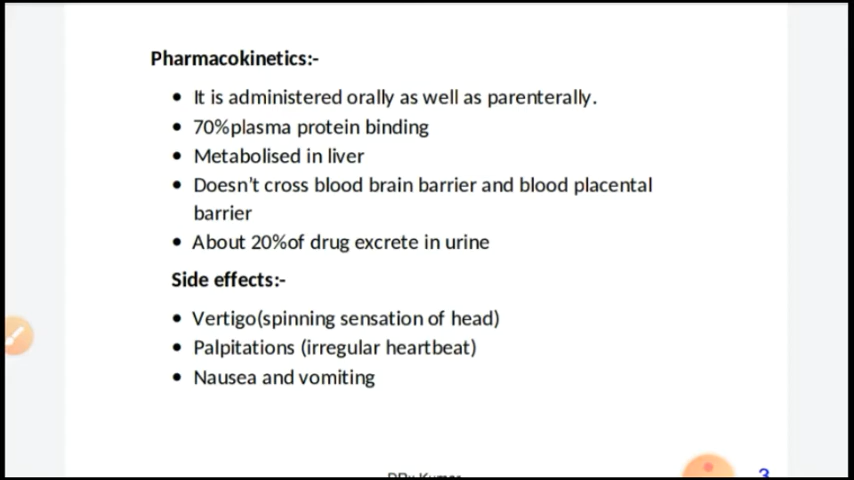 Pharmacokinetics:-
• It is administered orally as well as parenterally.
• 70%plasma protein binding
• Metabolised in liver
• Doesn't cross blood brain barrier and blood placental
barrier
• About 20%of drug excrete in urine
Side effects:-
• Vertigo(spinning sensation of head)
• Palpitations (irregular heartbeat)
• Nausea and vomiting
3